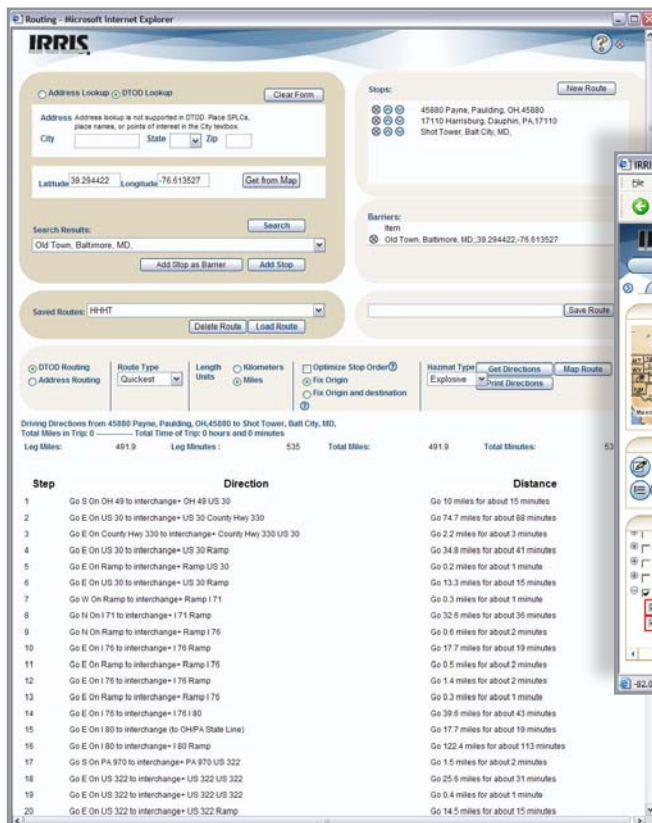 Routing - Microsoft Internet Explorer
IRRIS
Address Lookup DTOD Lookup
Clear Form
Address Address lookup is not supported in DTOD. Place SPLCs,
place names, or points of interest in the City textbox.
City State Zip
Latitude 39.294422 Longitude -76.613527 Get from Map
Search Results: Search
Old Town, Baltimore, MD,
Add Stop as Barrier Add Stop
Stops: New Route
45880 Payne, Paulding, OH,45880
17110 Harrisburg, Dauphin, PA,17110
Shot Tower, Balt City, MD,
Barriers:
Item
Old Town, Baltimore, MD,;39.294422,-76.613527
Saved Routes: HHHT
Delete Route Load Route
Save Route
DTOD Routing
Address Routing
Route Type
Quickest
Length Units
Kilometers
Miles
Optimize Stop Order
Fix Origin
Fix Origin and destination
Hazmat Type
Explosive
Get Directions Map Route
Print Directions
Driving Directions from 45880 Payne, Paulding, OH,45880 to Shot Tower, Balt City, MD,
Total Miles in Trip: 0 ---------- Total Time of Trip: 0 hours and 0 minutes
Leg Miles: 491.9 Leg Minutes : 535 Total Miles: 491.9 Total Minutes: 53
Step Direction Distance
1 Go S On OH 49 to interchange+ OH 49 US 30 Go 10 miles for about 15 minutes
2 Go E On US 30 to interchange+ US 30 County Hwy 330 Go 74.7 miles for about 88 minutes
3 Go E On County Hwy 330 to interchange+ County Hwy 330 US 30 Go 2.2 miles for about 3 minutes
4 Go E On US 30 to interchange+ US 30 Ramp Go 34.8 miles for about 41 minutes
5 Go E On Ramp to interchange+ Ramp US 30 Go 0.2 miles for about 1 minute
6 Go E On US 30 to interchange+ US 30 Ramp Go 13.3 miles for about 15 minutes
7 Go W On Ramp to interchange+ Ramp I 71 Go 0.3 miles for about 1 minute
8 Go N On I 71 to interchange+ I 71 Ramp Go 32.6 miles for about 36 minutes
9 Go N On Ramp to interchange+ Ramp I 76 Go 0.6 miles for about 2 minutes
10 Go E On I 76 to interchange+ I 76 Ramp Go 17.7 miles for about 19 minutes
11 Go E On Ramp to interchange+ Ramp I 76 Go 0.5 miles for about 2 minutes
12 Go E On I 76 to interchange+ I 76 Ramp Go 1.4 miles for about 2 minutes
13 Go E On Ramp to interchange+ Ramp I 76 Go 0.3 miles for about 1 minute
14 Go E On I 76 to interchange+ I 76 I 80 Go 39.6 miles for about 43 minutes
15 Go E On I 80 to interchange (to OH/PA State Line) Go 17.7 miles for about 19 minutes
16 Go E On I 80 to interchange+ I 80 Ramp Go 122.4 miles for about 113 minutes
17 Go S On PA 970 to interchange+ PA 970 US 322 Go 1.5 miles for about 2 minutes
18 Go E On US 322 to interchange+ US 322 US 322 Go 25.6 miles for about 31 minutes
19 Go E On US 322 to interchange+ US 322 US 322 Go 0.4 miles for about 1 minute
20 Go E On US 322 to interchange+ US 322 Ramp Go 14.5 miles for about 15 minutes
IRRI
File
-82.0